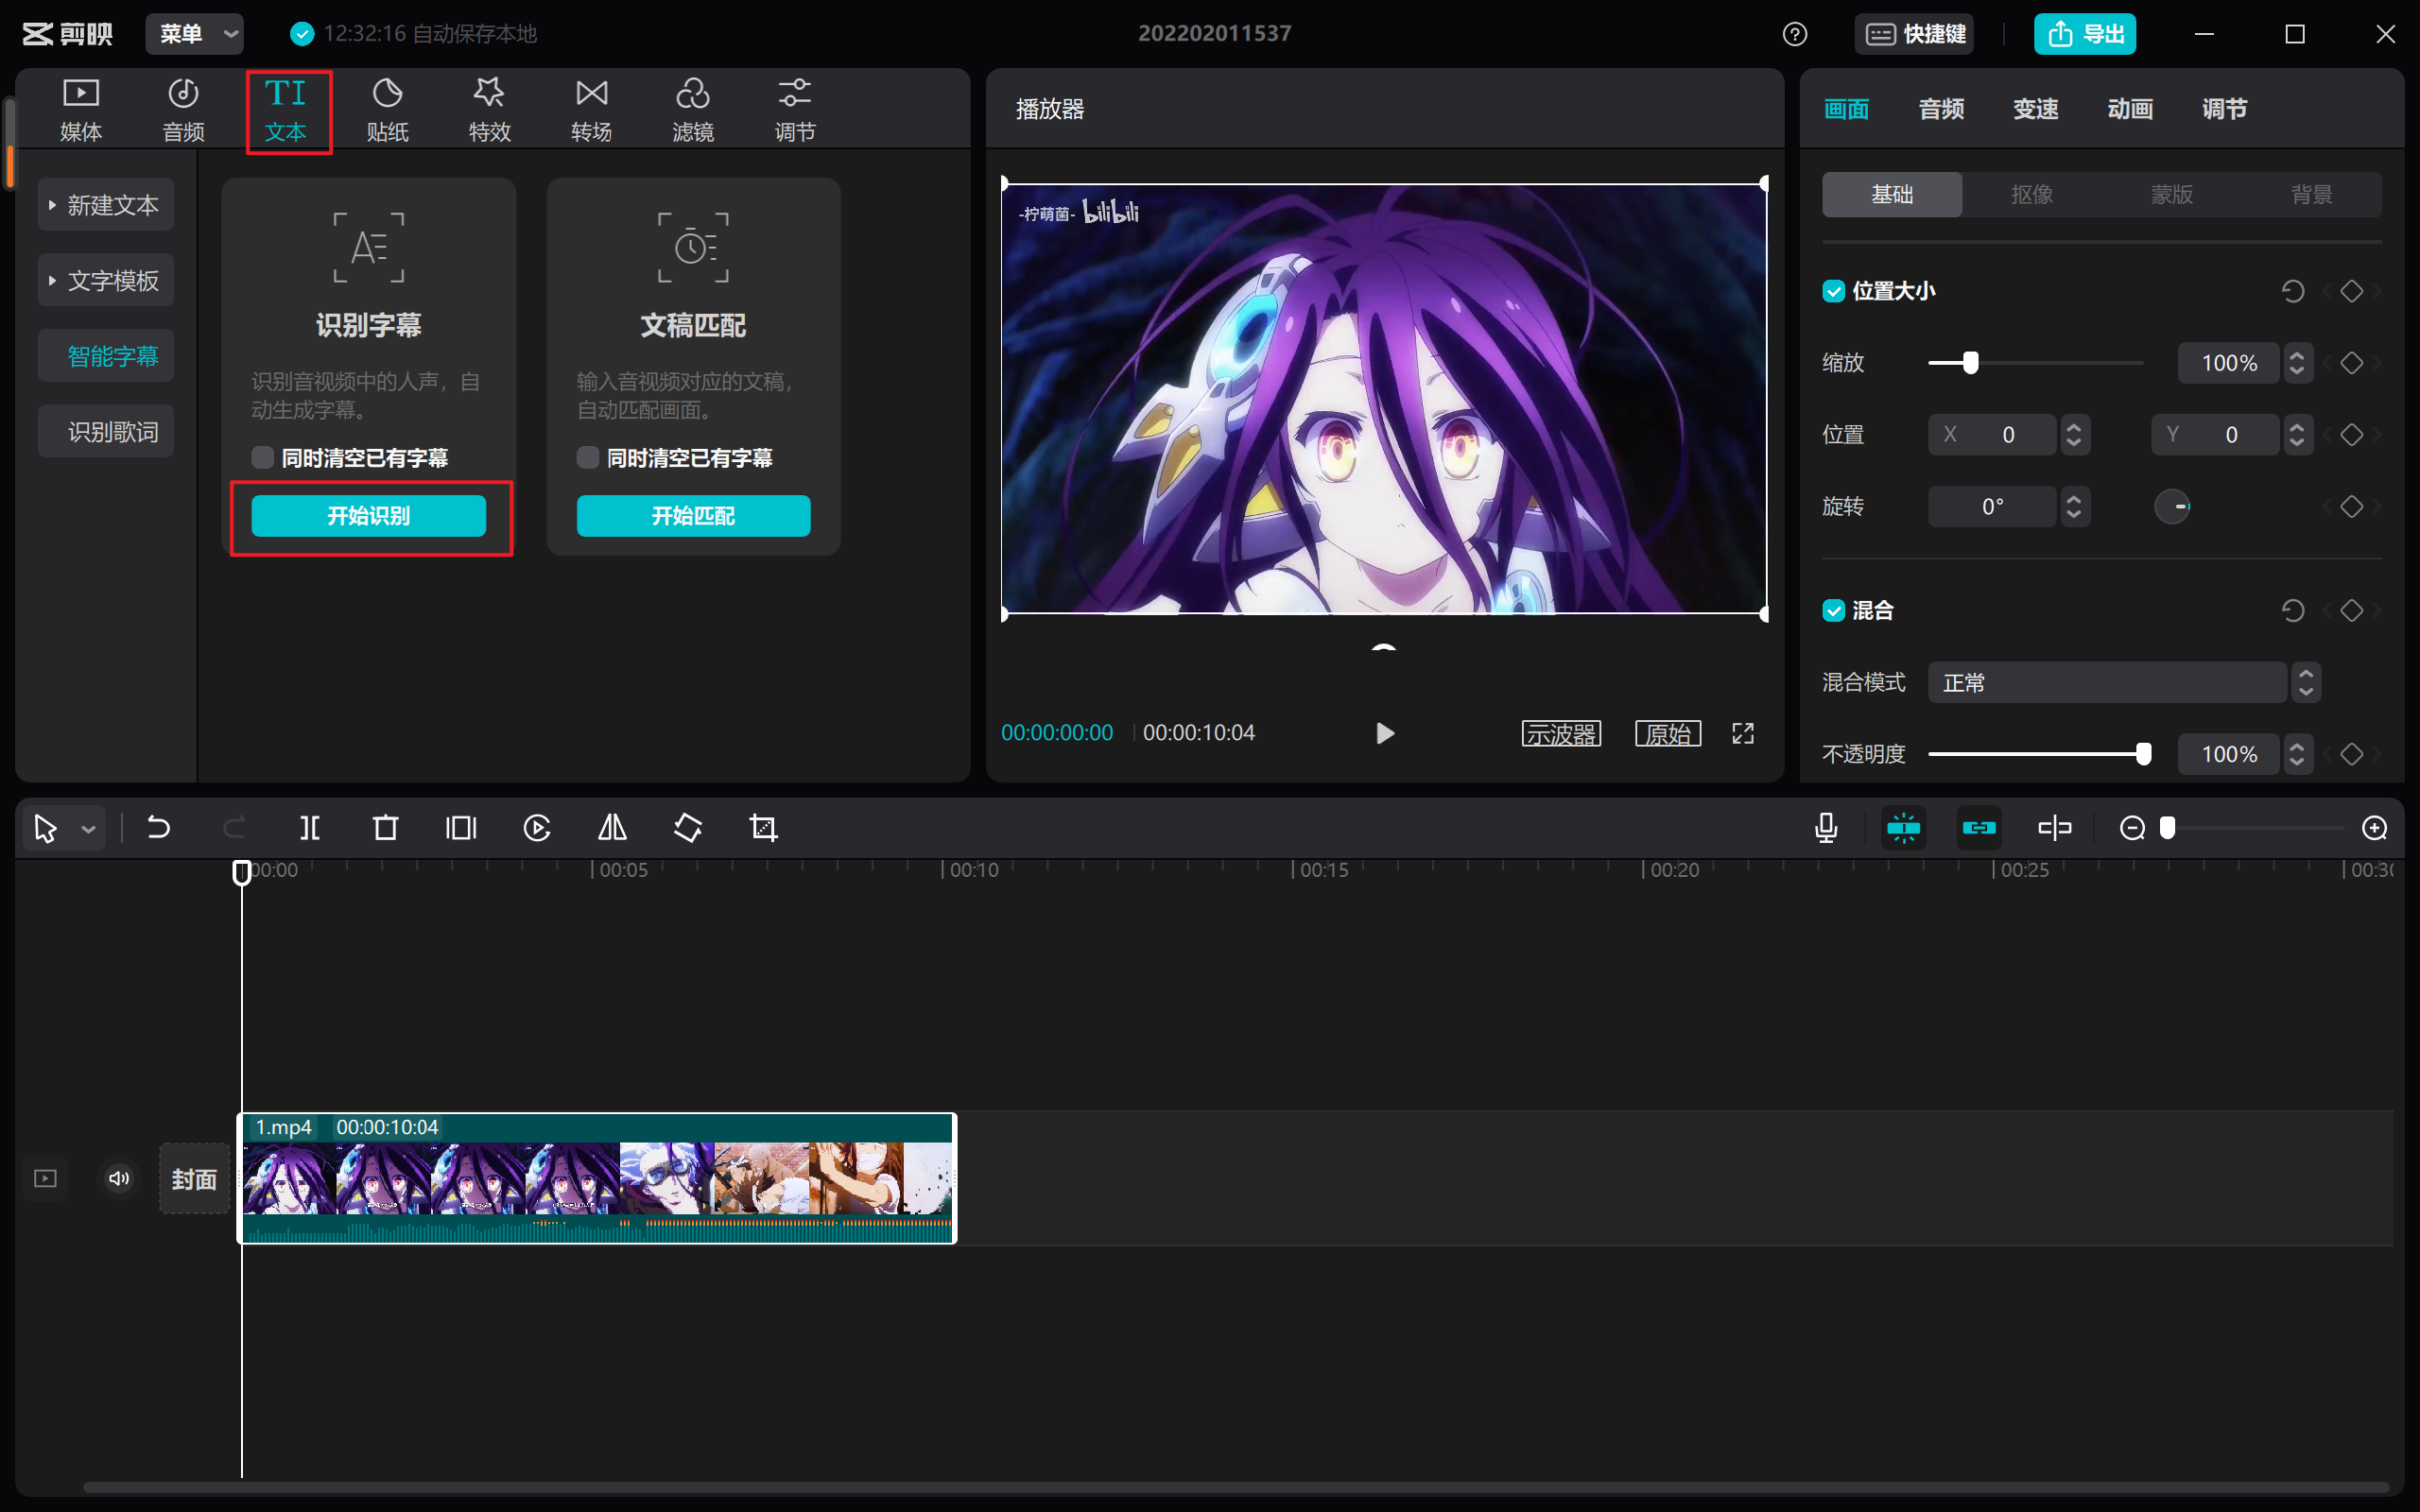 剪映
菜单
12:32:16 自动保存本地
202202011537
快捷键
导出
媒体
音频
TI
文本
贴纸
特效
转场
滤镜
调节
新建文本
文字模板
智能字幕
识别歌词
识别字幕
识别音视频中的人声，自
动生成字幕。
同时清空已有字幕
开始识别
文稿匹配
输入音视频对应的文稿，
自动匹配画面。
同时清空已有字幕
开始匹配
播放器
-柠萌菌- bilibili
00:00:00:00
00:00:10:04
示波器
原始
画面
音频
变速
动画
调节
基础
抠像
蒙版
背景
位置大小
缩放
100%
位置
X 0
Y 0
旋转
0°
混合
混合模式
正常
不透明度
100%
00:00
00:05
00:10
00:15
00:20
00:25
00:30
封面
1.mp4
00:00:10:04